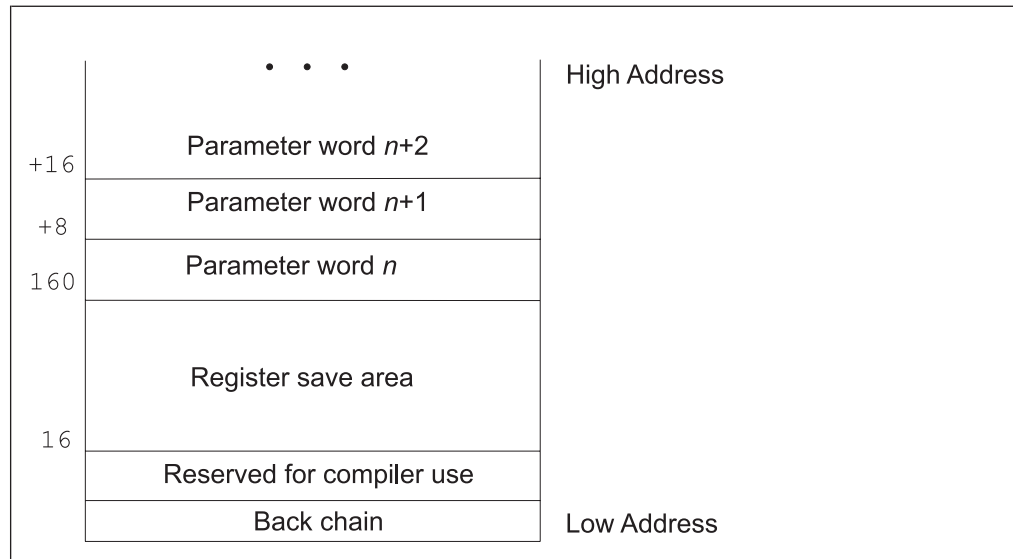 • • •
High Address
Parameter word n+2
+16
Parameter word n+1
+8
Parameter word n
160
Register save area
16
Reserved for compiler use
Back chain
Low Address